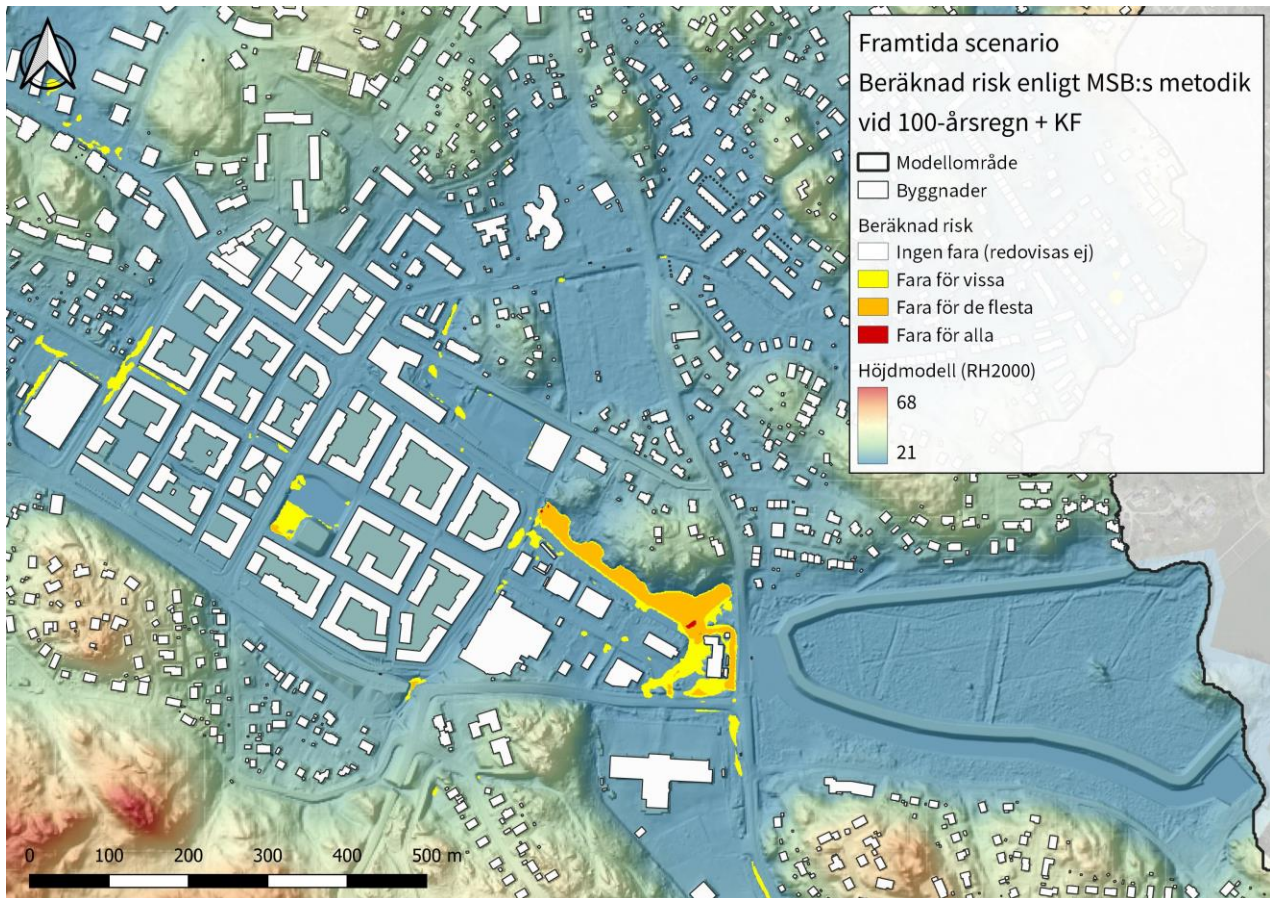 Framtida scenario
Beräknad risk enligt MSB:s metodik
vid 100-årsregn + KF
Modellområde
Byggnader
Beräknad risk
Ingen fara (redovisas ej)
Fara för vissa
Fara för de flesta
Fara för alla
Höjdmodell (RH2000)
68
21
0 100 200 300 400 500 m